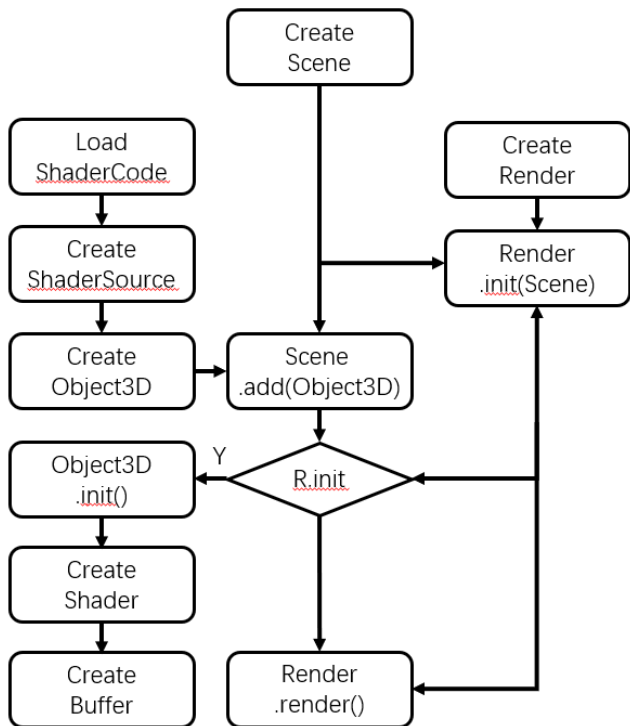 Create
Scene
Load
ShaderCode
Create
Render
Create
ShaderSource
Render
.init(Scene)
Create
Object3D
Scene
.add(Object3D)
Object3D
.init()
Y
R.init
Create
Shader
Create
Buffer
Render
.render()